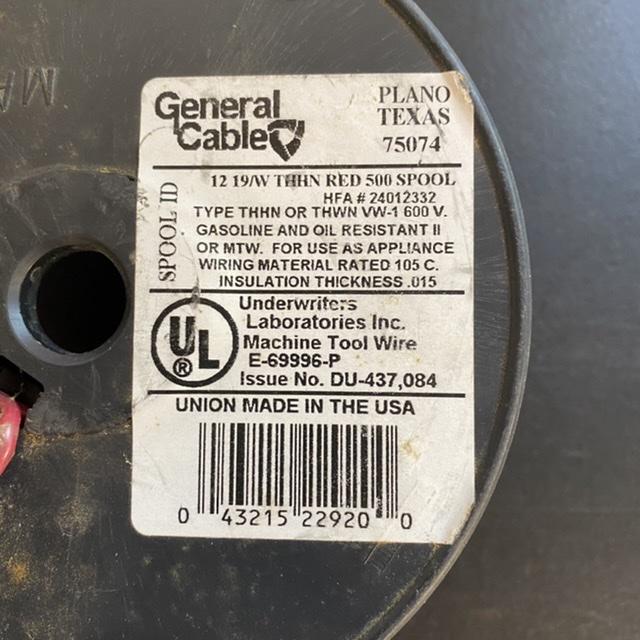 General
Cable
PLANO
TEXAS
75074
SPOOL ID
12 19/W THHN RED 500 SPOOL
HFA # 24012332
TYPE THHN OR THWN VW-1 600 V.
GASOLINE AND OIL RESISTANT II
OR MTW. FOR USE AS APPLIANCE
WIRING MATERIAL RATED 105 C.
INSULATION THICKNESS .015
UL
®
Underwriters
Laboratories Inc.
Machine Tool Wire
E-69996-P
Issue No. DU-437,084
UNION MADE IN THE USA
0 43215 22920 0